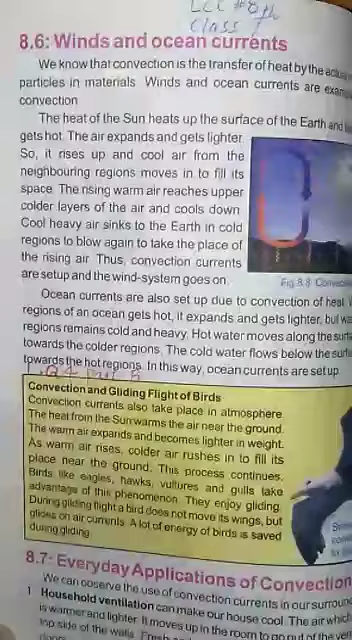 LCC #8th
Class
8.6: Winds and ocean currents
We know that convection is the transfer of heat by the actual
particles in materials. Winds and ocean currents are
convection
The heat of the Sun heats up the surface of the Earth and
gets hot. The air expands and gets lighter.
So, it rises up and cool air from the
neighbouring regions moves in to fill its
space. The rising warm air reaches upper
colder layers of the air and cools down.
Cool heavy air sinks to the Earth in cold
regions to blow again to take the place of
the rising air. Thus, convection currents
are setup and the wind-system goes on.
Fig 8.8
Ocean currents are also set up due to convection of heat
regions of an ocean gets hot, it expands and gets lighter, but
regions remains cold and heavy. Hot water moves along the
towards the colder regions. The cold water flows below the
towards the hot regions. In this way, ocean currents are set up.
Convection and Gliding Flight of Birds
Convection currents also take place in atmosphere.
The heat from the Sun warms the air near the ground.
The warm air expands and becomes lighter in weight.
As warm air rises, colder air rushes in to fill its
place near the ground. This process continues.
Birds like eagles, hawks, vultures and gulls take
advantage of this phenomenon. They enjoy gliding.
During gliding flight a bird does not move its wings, but
glides on air currents. A lot of energy of birds is saved
during gliding.
8.7- Everyday Applications of Convection
We can observe the use of convection currents in our
1 Household ventilation can make our house cool. The air which
is warmer and lighter. It moves up in the room to go out of the
top side of the walls. Fresh